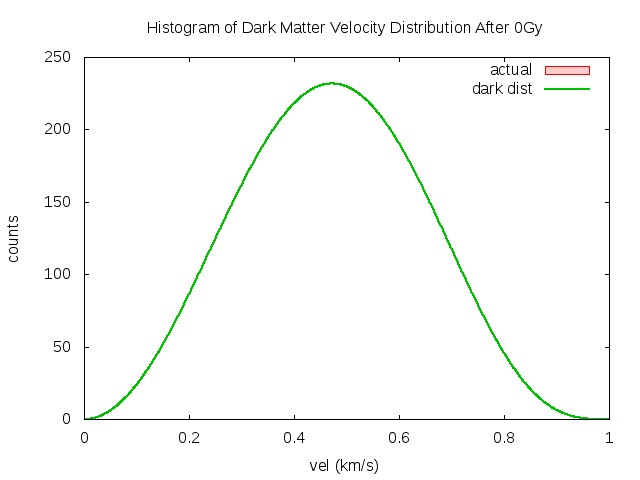 Histogram of Dark Matter Velocity Distribution After 0Gy
250
200
150
100
50
0
counts
actual
dark dist
0 0.2 0.4 0.6 0.8 1
vel (km/s)